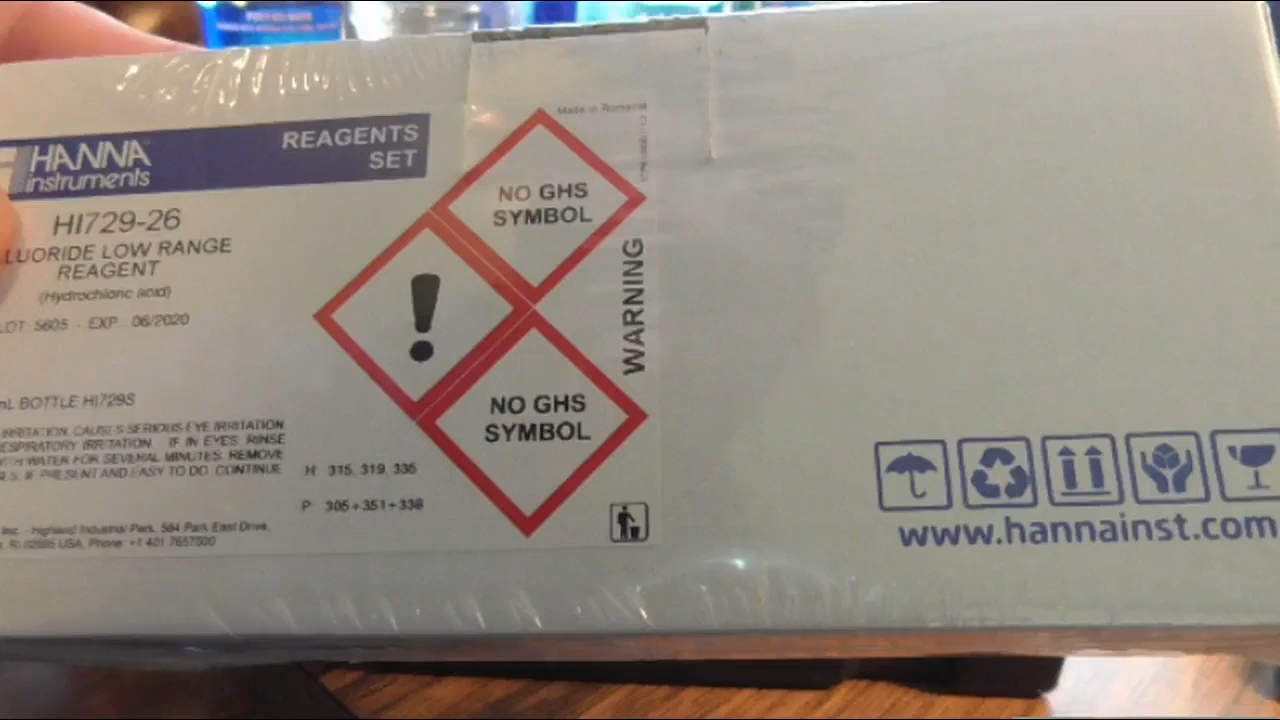 HANNA
instruments
REAGENTS
SET
HI729-26
LUORIDE LOW RANGE
REAGENT
(Hydrochloric acid)
LOT: 5605 - EXP. 06/2020
mL BOTTLE HI729S
IRRITATION. CAUSES SERIOUS EYE IRRITATION.
RESPIRATORY IRRITATION. IF IN EYES: RINSE
WITH WATER FOR SEVERAL MINUTES. REMOVE
IF PRESENT AND EASY TO DO. CONTINUE
H: 315, 319, 335
P: 305+351+338
Inc. - Highland Industrial Park, 584 Park East Drive,
RI 02895 USA, Phone: +1 401 7657500
Made in Romania
NO GHS
SYMBOL
NO GHS
SYMBOL
WARNING
www.hannainst.com